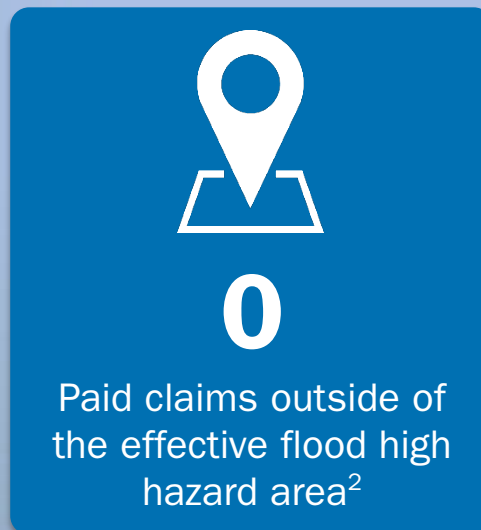 0
Paid claims outside of
the effective flood high
hazard area²